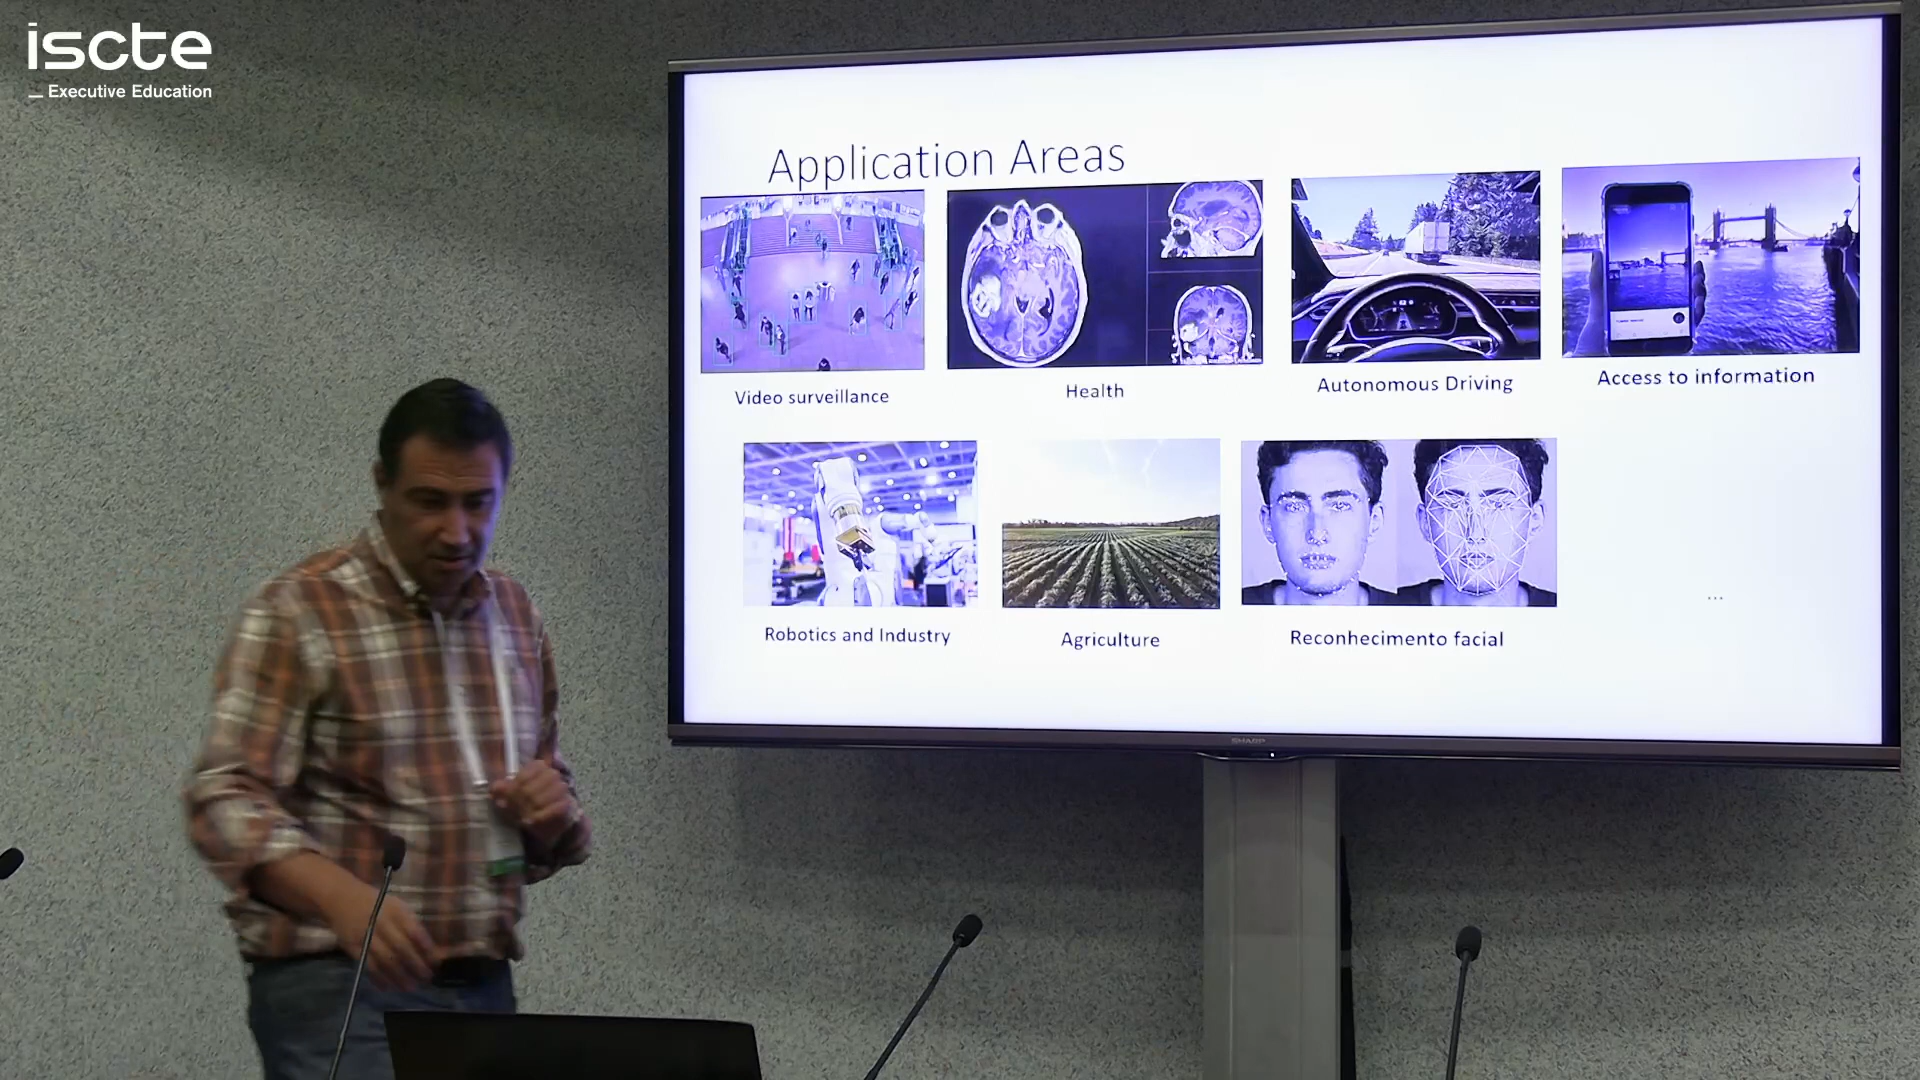 iscte
_ Executive Education
Application Areas
Video surveillance
Health
Autonomous Driving
Access to information
Robotics and Industry
Agriculture
Reconhecimento facial
...
SHARP